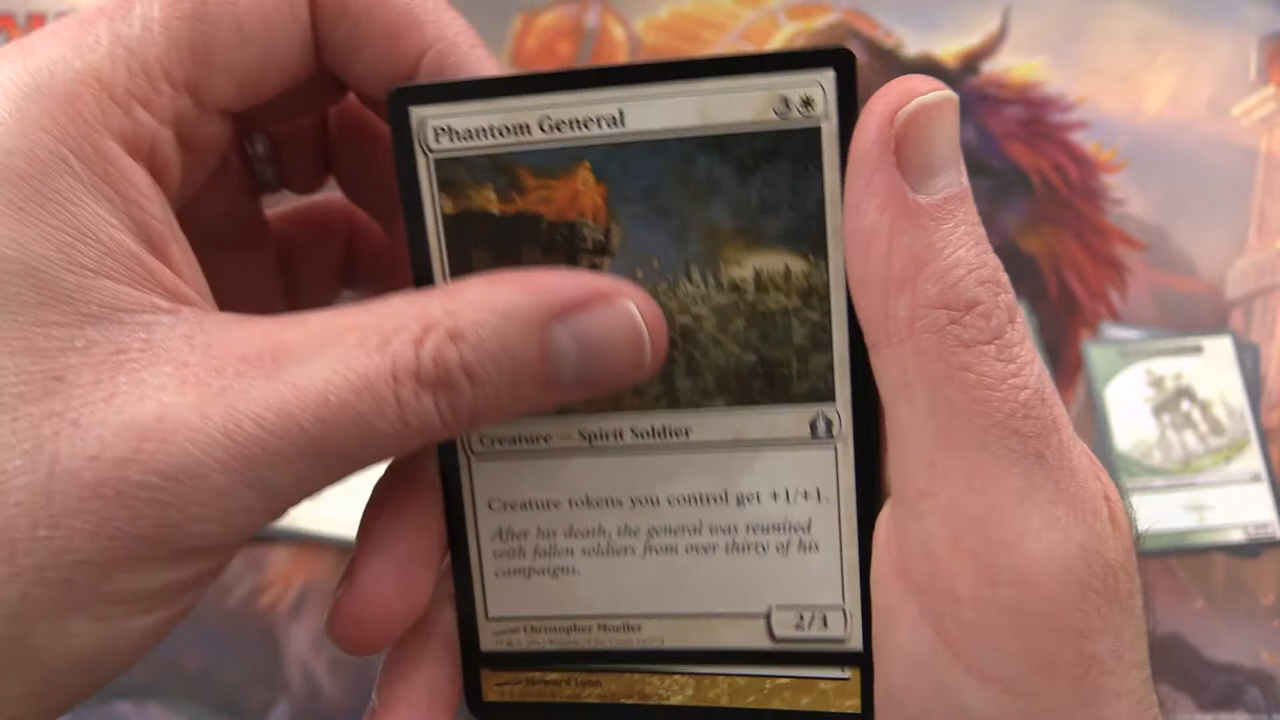 Phantom General 3
Creature — Spirit Soldier
Creature tokens you control get +1/+1.
After his death, the general was reunited
with fallen soldiers from over thirty of his
campaigns.
2/3
Christopher Moeller
Howard Lyon